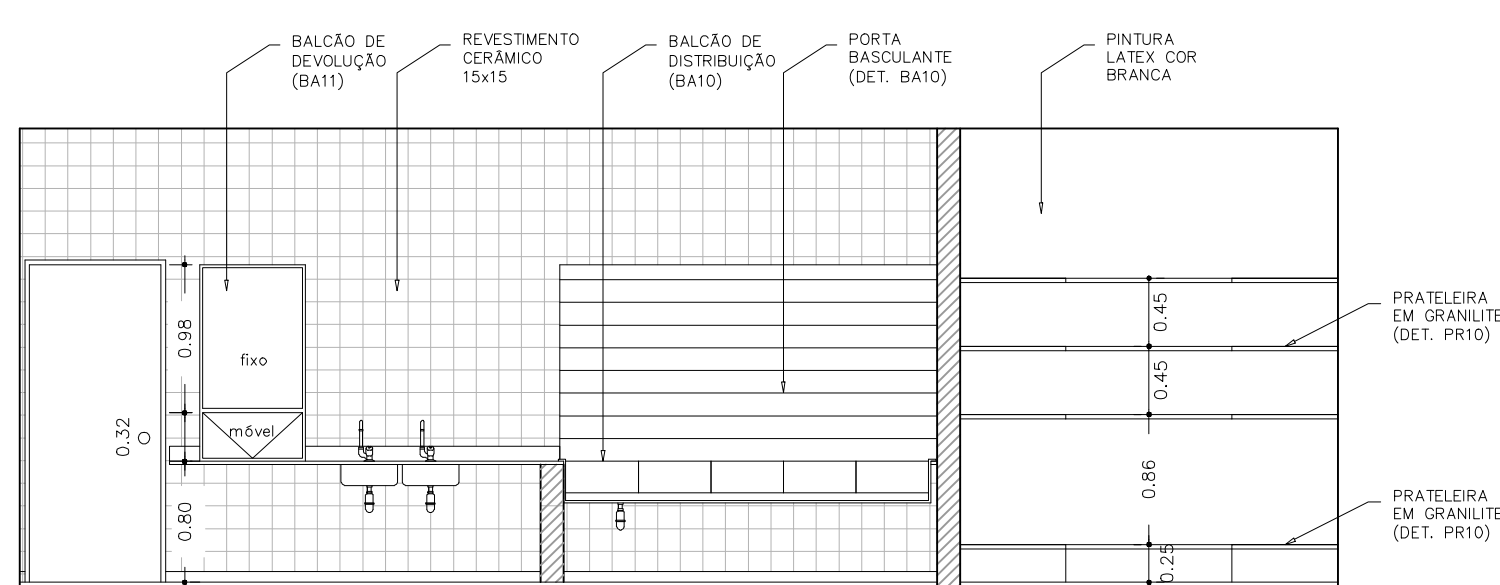 BALCÃO DE
DEVOLUÇÃO
(BA11)
REVESTIMENTO
CERÂMICO
15x15
BALCÃO DE
DISTRIBUIÇÃO
(BA10)
PORTA
BASCULANTE
(DET. BA10)
PINTURA
LATEX COR
BRANCA
0.98
fixo
0.32
móvel
0.80
0.45
0.45
0.86
0.25
PRATELEIRA
EM GRANILITE
(DET. PR10)
PRATELEIRA
EM GRANILITE
(DET. PR10)